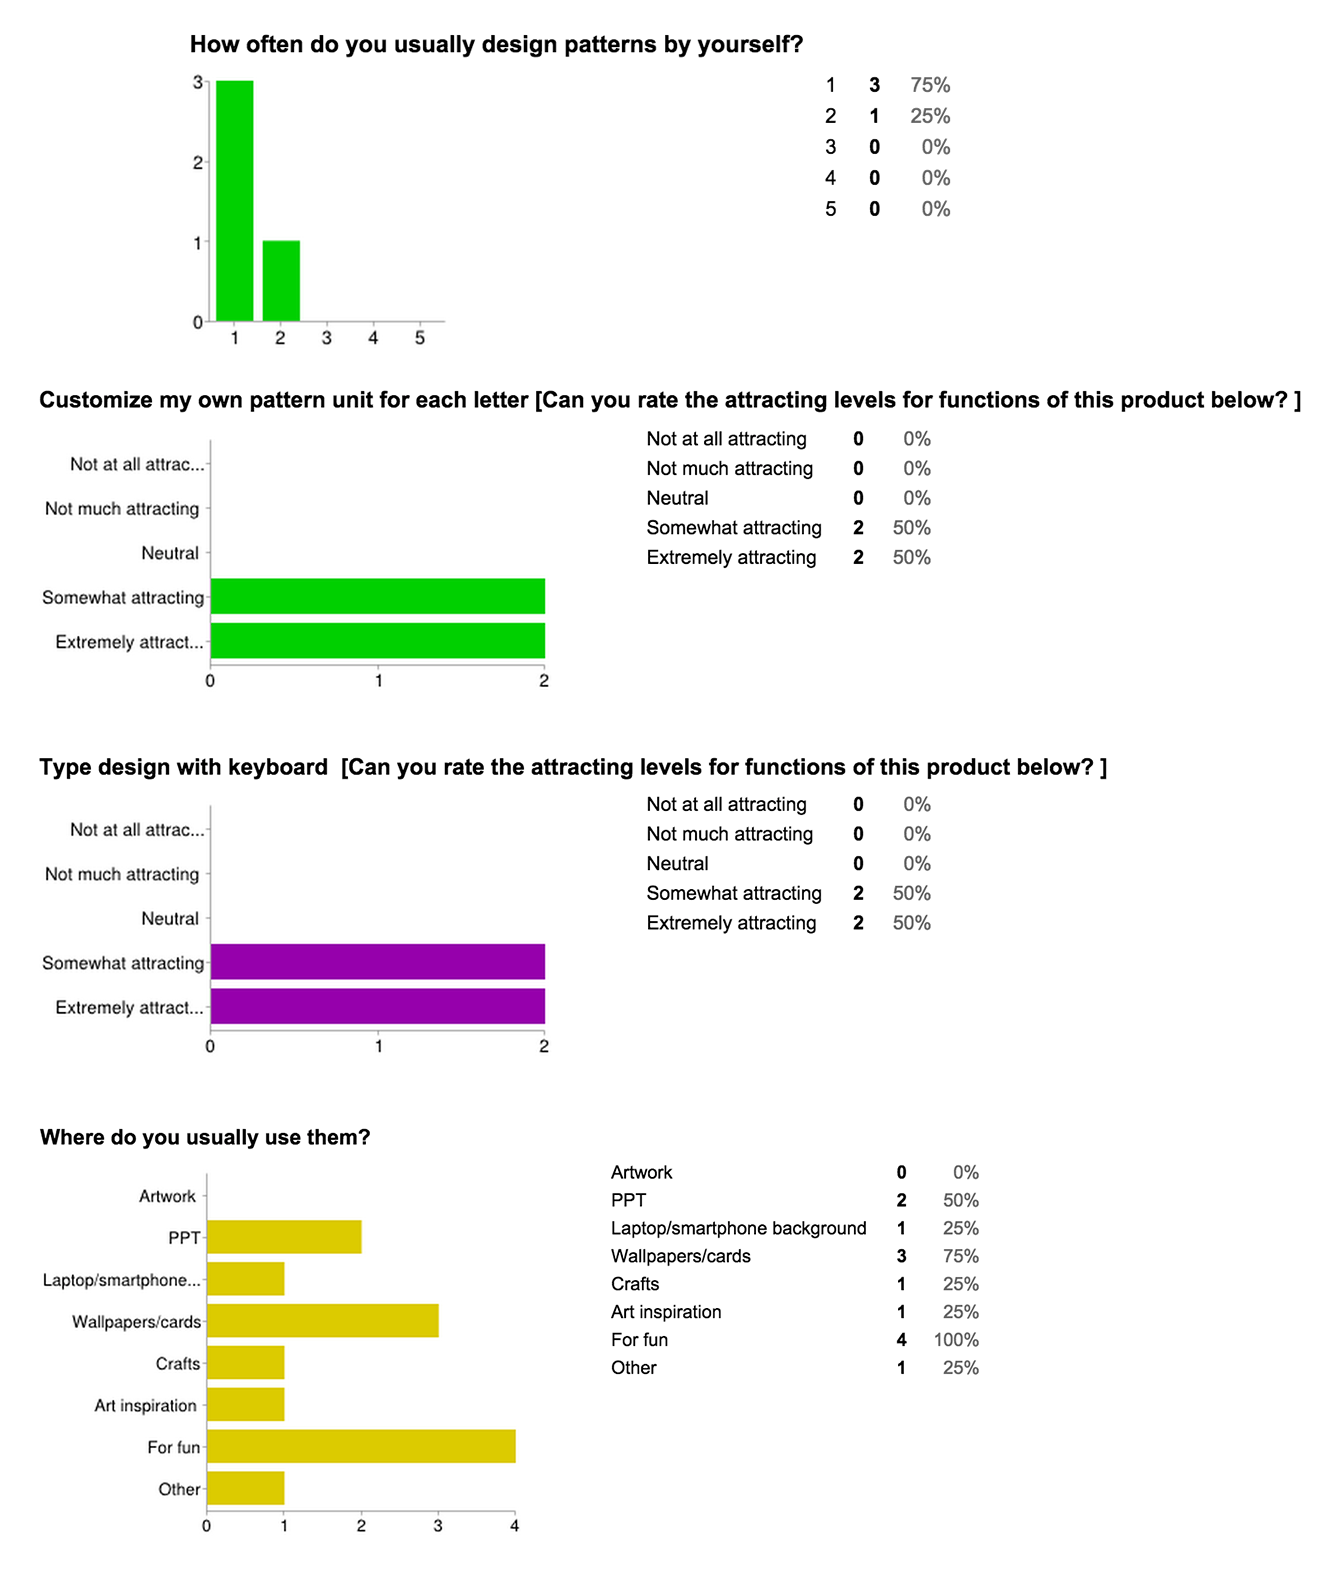 How often do you usually design patterns by yourself?
3
2
1
0
1 2 3 4 5
1 3 75%
2 1 25%
3 0 0%
4 0 0%
5 0 0%
Customize my own pattern unit for each letter [Can you rate the attracting levels for functions of this product below? ]
Not at all attrac...
Not much attracting
Neutral
Somewhat attracting
Extremely attract...
0 1 2
Not at all attracting 0 0%
Not much attracting 0 0%
Neutral 0 0%
Somewhat attracting 2 50%
Extremely attracting 2 50%
Type design with keyboard  [Can you rate the attracting levels for functions of this product below? ]
Not at all attrac...
Not much attracting
Neutral
Somewhat attracting
Extremely attract...
0 1 2
Not at all attracting 0 0%
Not much attracting 0 0%
Neutral 0 0%
Somewhat attracting 2 50%
Extremely attracting 2 50%
Where do you usually use them?
Artwork
PPT
Laptop/smartphone...
Wallpapers/cards
Crafts
Art inspiration
For fun
Other
0 1 2 3 4
Artwork 0 0%
PPT 2 50%
Laptop/smartphone background 1 25%
Wallpapers/cards 3 75%
Crafts 1 25%
Art inspiration 1 25%
For fun 4 100%
Other 1 25%